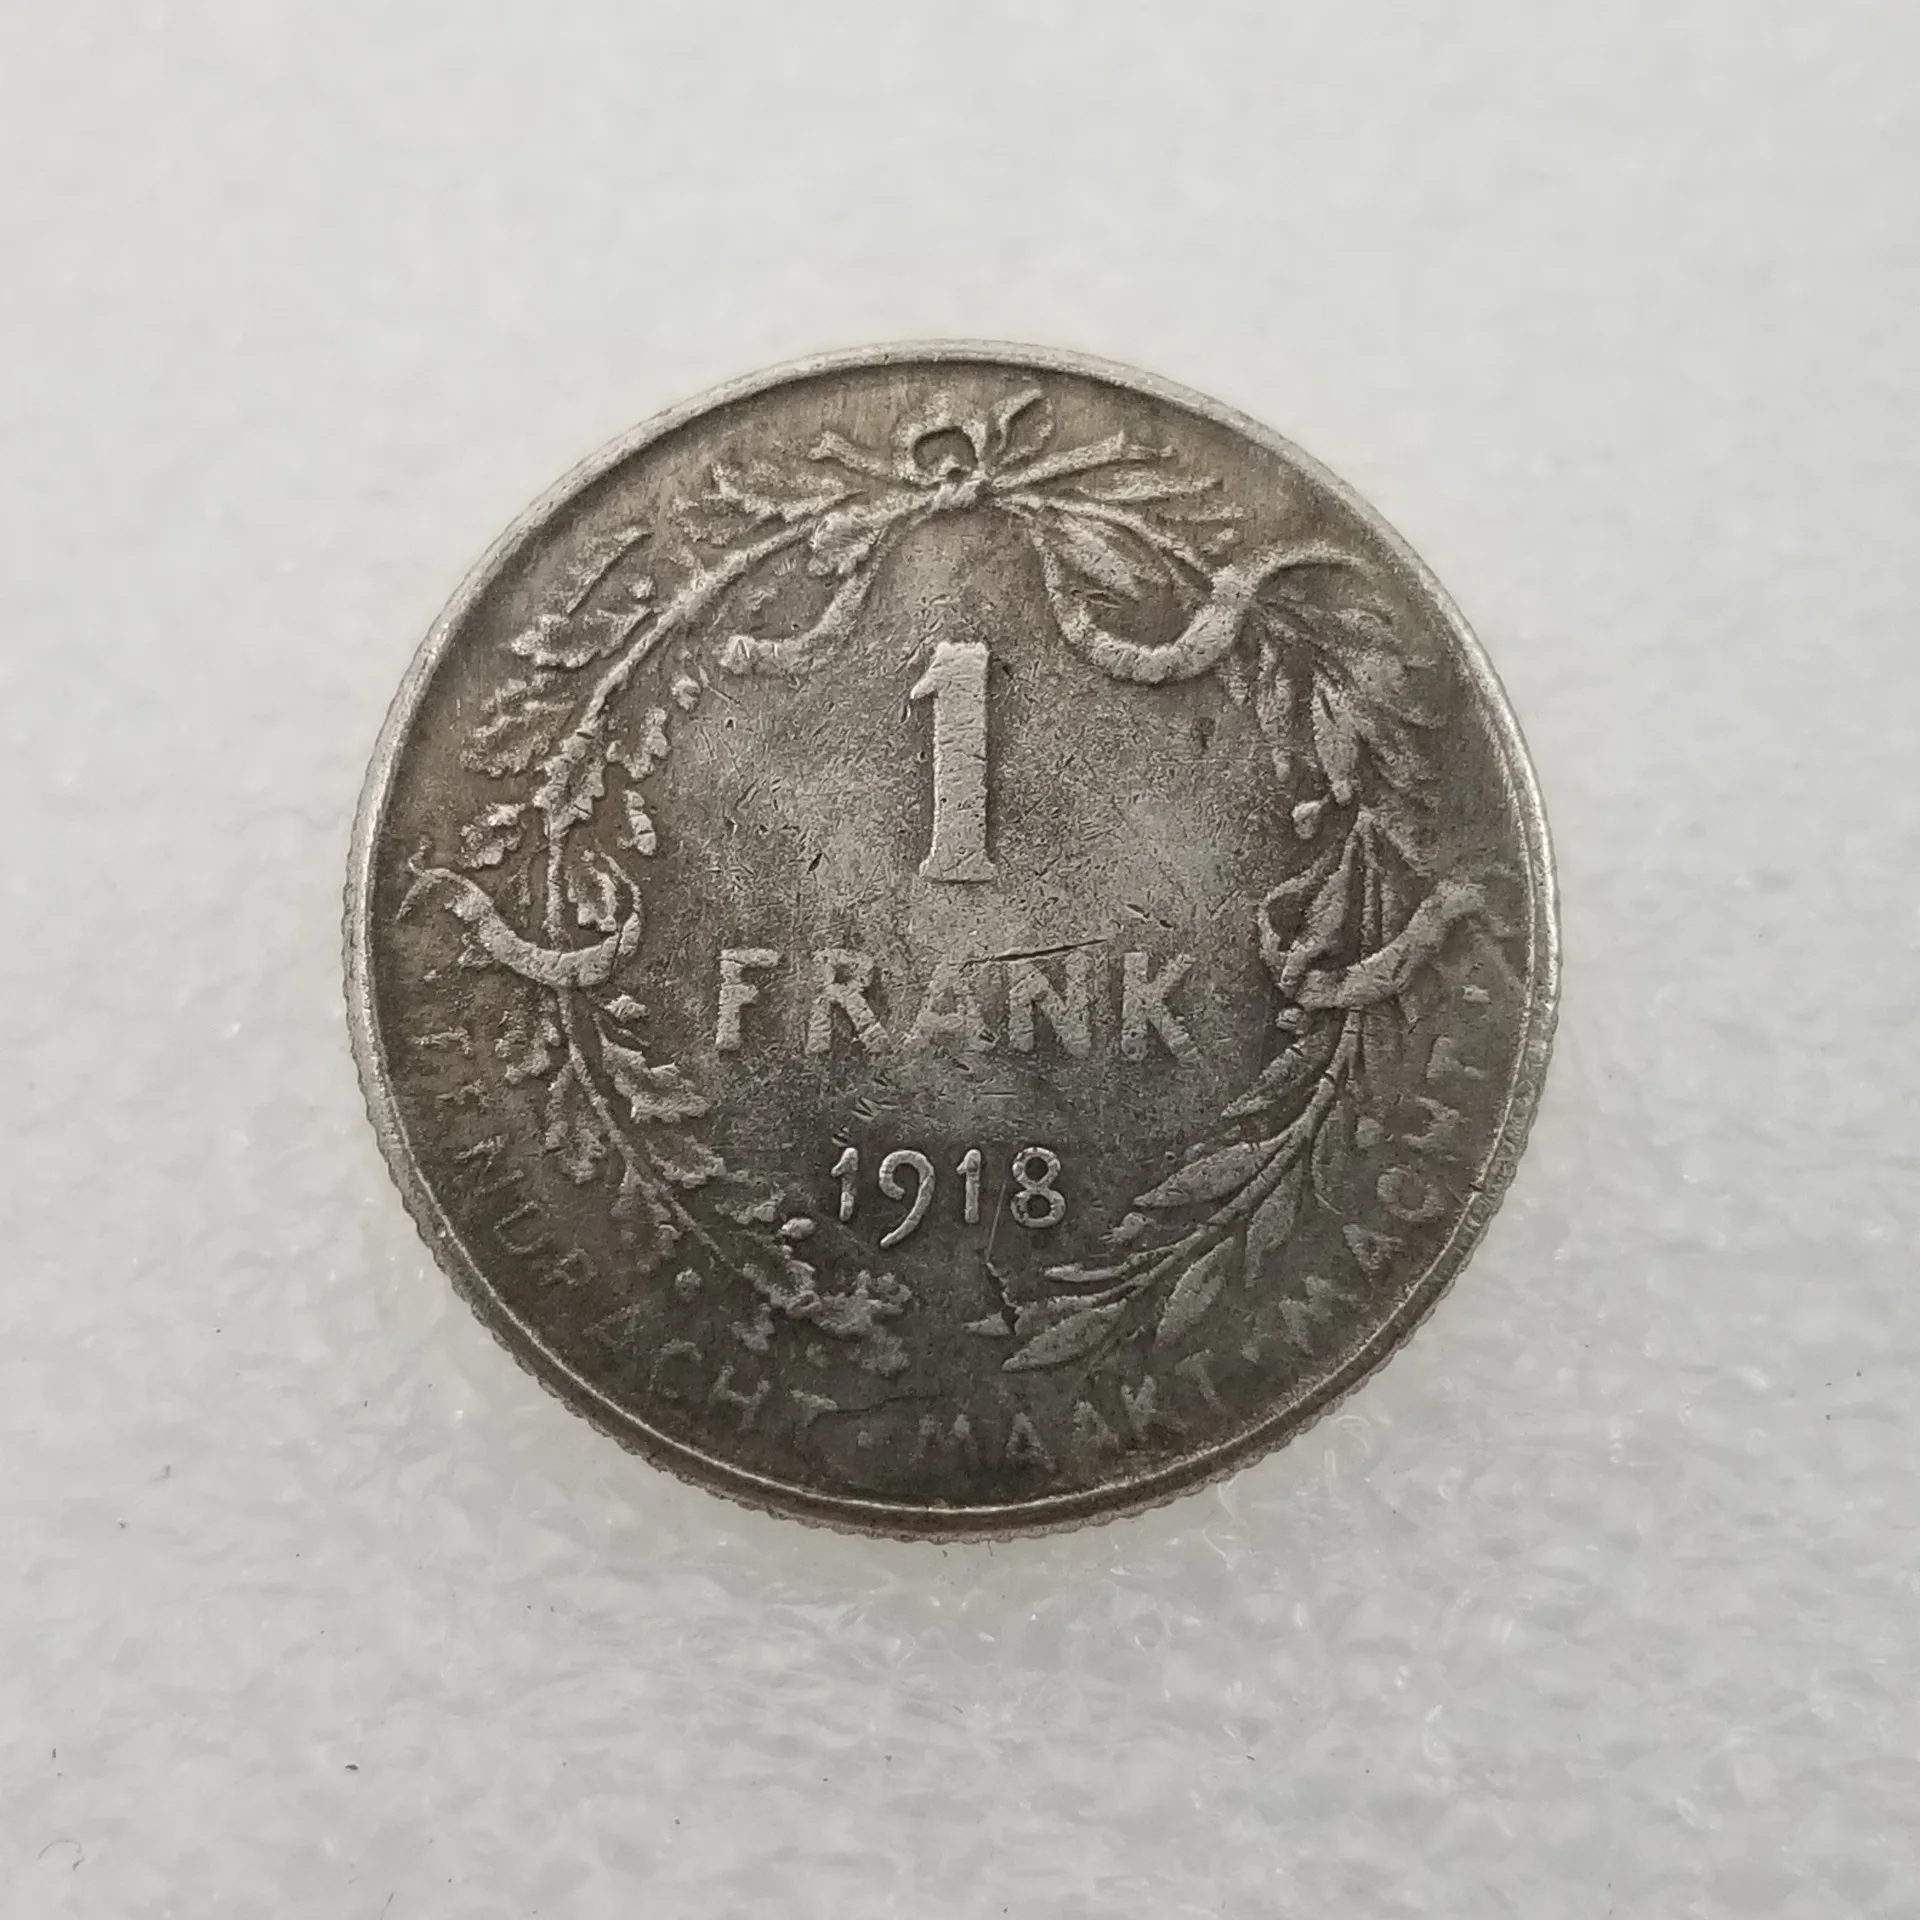 1
FRANK
1918
EENDRACHT · MAAKT · MACHT